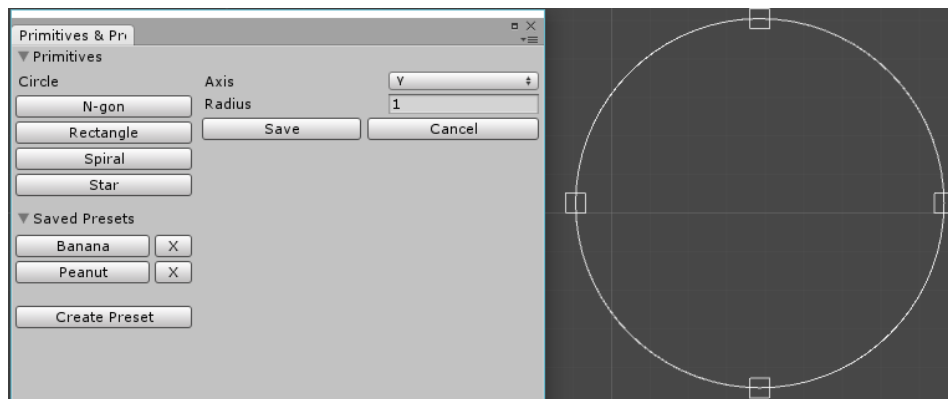 Primitives & Pr
Primitives
Circle
Axis
Y
N-gon
Radius
1
Rectangle
Save
Cancel
Spiral
Star
Saved Presets
Banana
X
Peanut
X
Create Preset